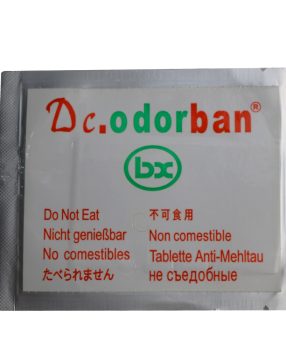 Dc.odorban®
bx
Do Not Eat 不可食用
Nicht genießbar Non comestible
No comestibles Tablette Anti-Mehltau
たべられません не съедобные